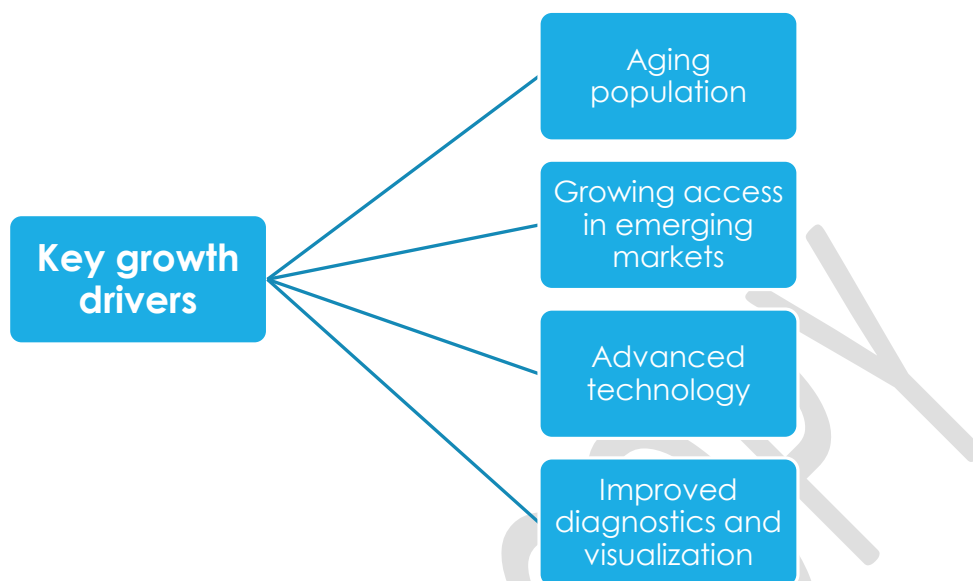 Key growth
drivers
Aging
population
Growing access
in emerging
markets
Advanced
technology
Improved
diagnostics and
visualization